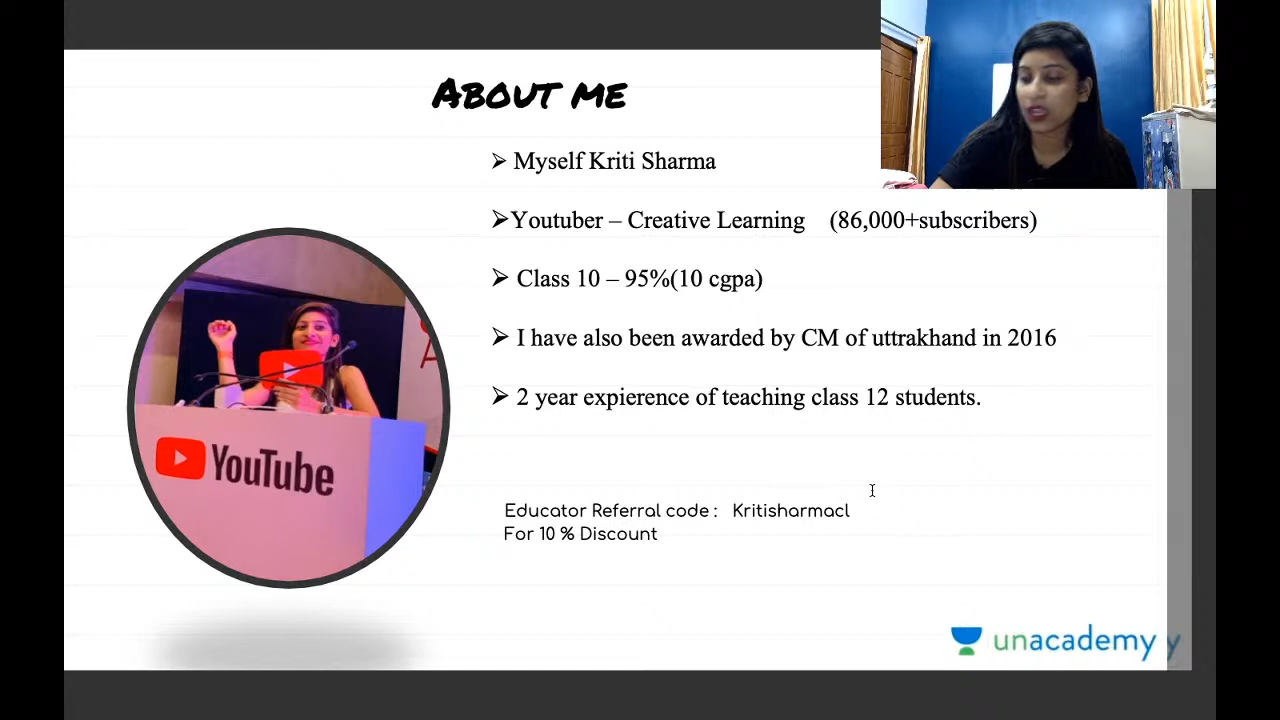 About me
➢ Myself Kriti Sharma
➢Youtuber – Creative Learning (86,000+subscribers)
➢ Class 10 – 95%(10 cgpa)
➢ I have also been awarded by CM of uttrakhand in 2016
➢ 2 year expierence of teaching class 12 students.
YouTube
Educator Referral code : Kritisharmacl
For 10 % Discount
unacademy
y